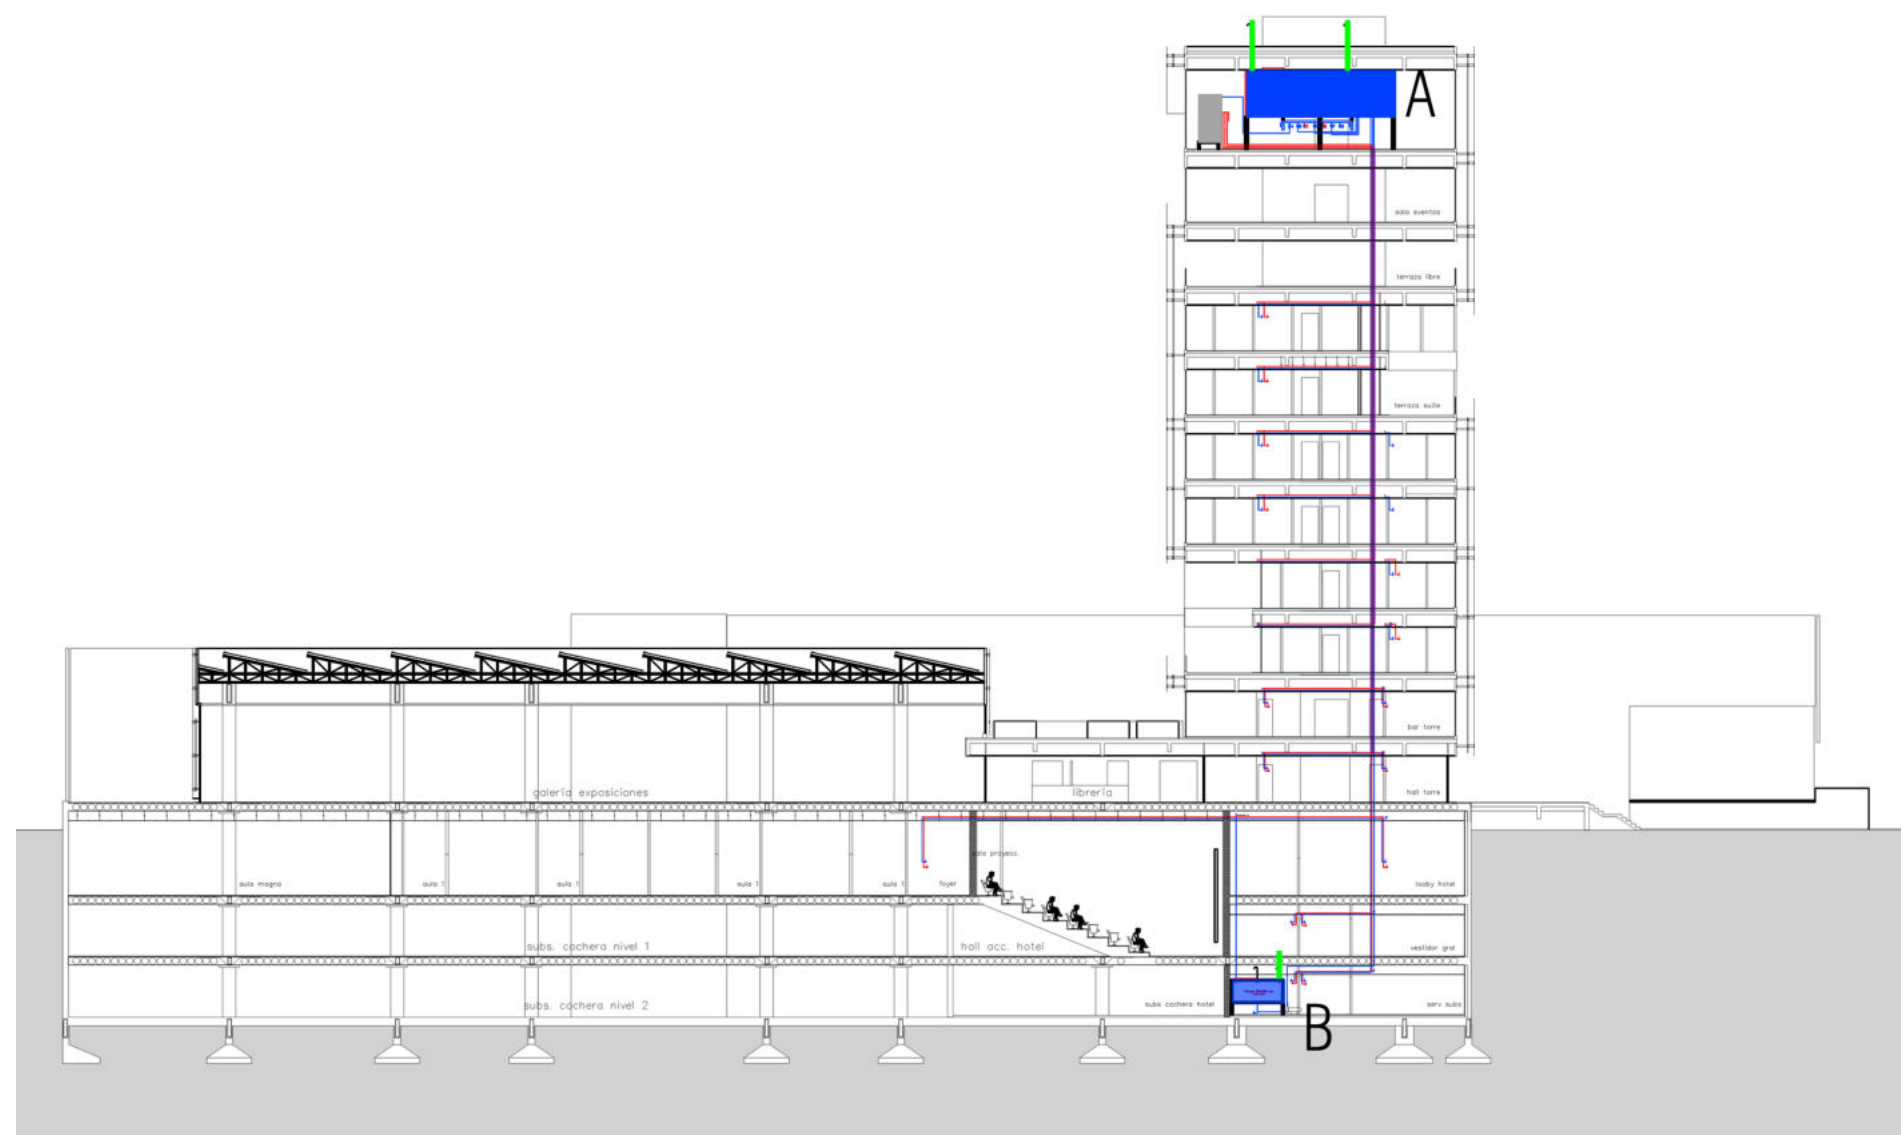 A
sala eventos
terraza libre
terraza suite
bar torre
galería exposiciones
librería
hall torre
sala proyecc.
aula magna
aula 1
aula 1
aula 1
aula 1
foyer
looby hotel
subs. cochera nivel 1
hall acc. hotel
vestidor gral
subs. cochera nivel 2
subs cochera hotel
serv subs
B